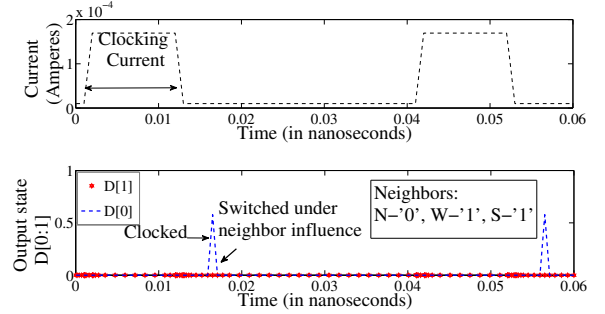 2 x 10⁻⁴
1
0
Current
(Amperes)
Clocking
Current
0 0.01 0.02 0.03 0.04 0.05 0.06
Time (in nanoseconds)
1
0.5
0
Output state
D[0:1]
D[1]
D[0]
Clocked
Switched under
neighbor influence
Neighbors:
N–'0', W–'1', S–'1'
0 0.01 0.02 0.03 0.04 0.05 0.06
Time (in nanoseconds)